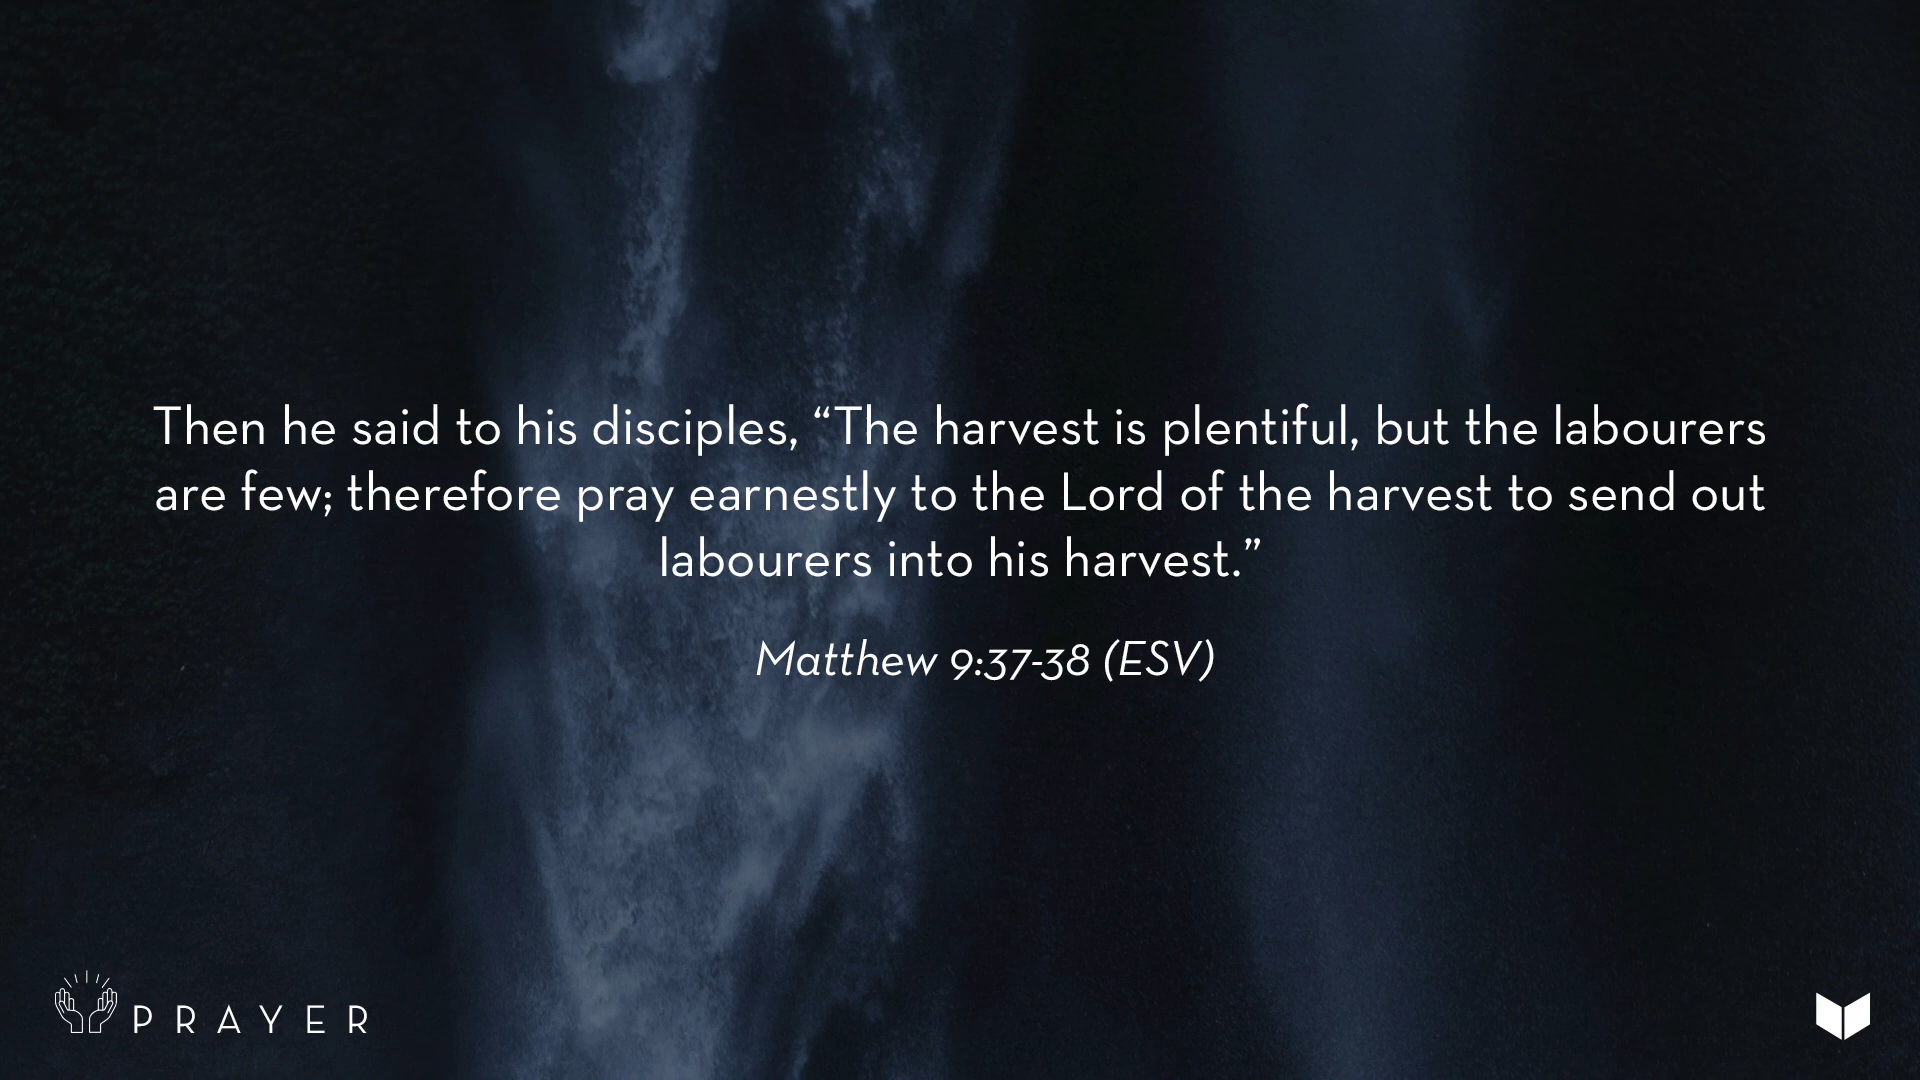 Then he said to his disciples, “The harvest is plentiful, but the labourers
are few; therefore pray earnestly to the Lord of the harvest to send out
labourers into his harvest.”
Matthew 9:37-38 (ESV)
PRAYER